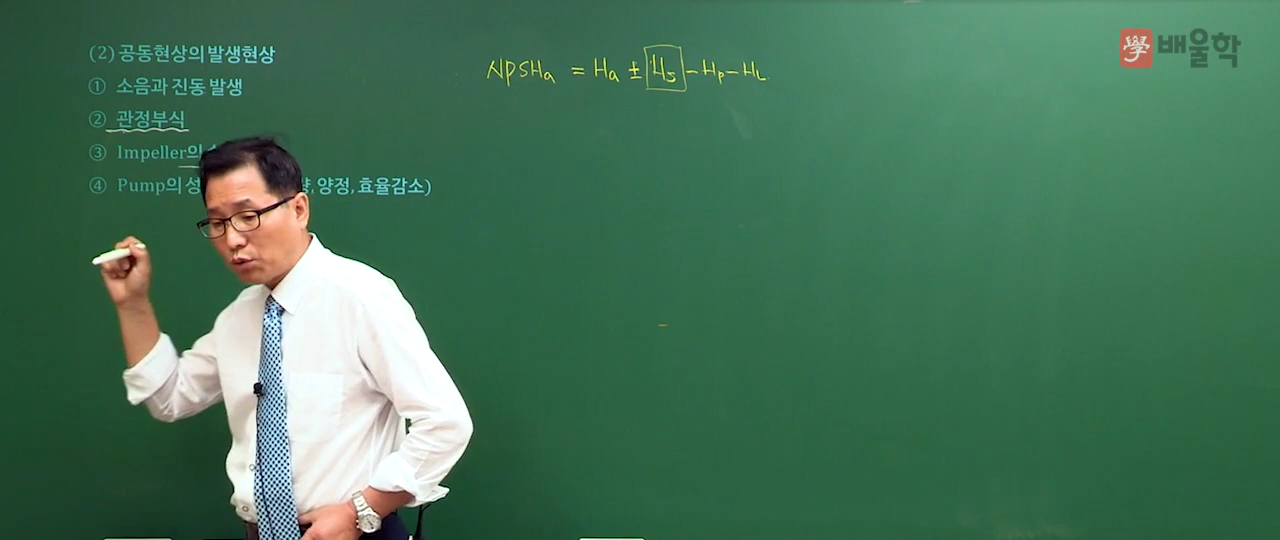 (2) 공동현상의 발생현상
① 소음과 진동 발생
② 관정부식
③ Impeller의
④ Pump의 성 양정, 효율감소)
NPSHa = Ha ± Hs - Hp - HL
學 배울학